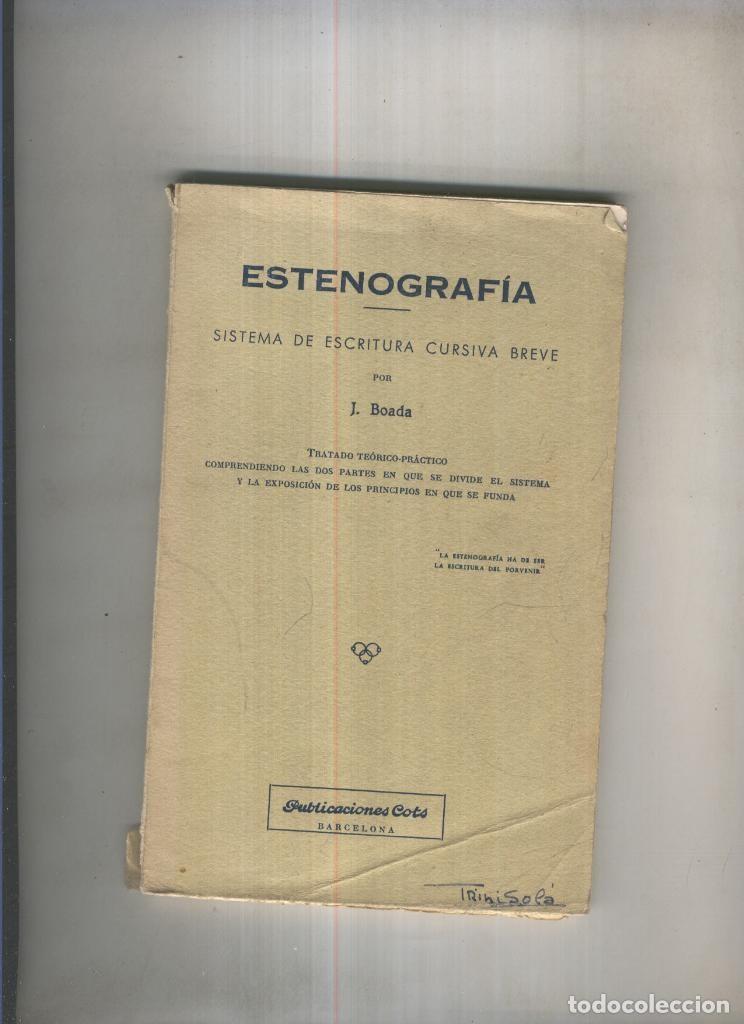 ESTENOGRAFÍA
SISTEMA DE ESCRITURA CURSIVA BREVE
POR
J. Boada
TRATADO TEÓRICO-PRÁCTICO
COMPRENDIENDO LAS DOS PARTES EN QUE SE DIVIDE EL SISTEMA
Y LA EXPOSICIÓN DE LOS PRINCIPIOS EN QUE SE FUNDA
"LA ESTENOGRAFÍA HA DE SER
LA ESCRITURA DEL PORVENIR"
Publicaciones Cots
BARCELONA
Trini Solá
todocoleccion